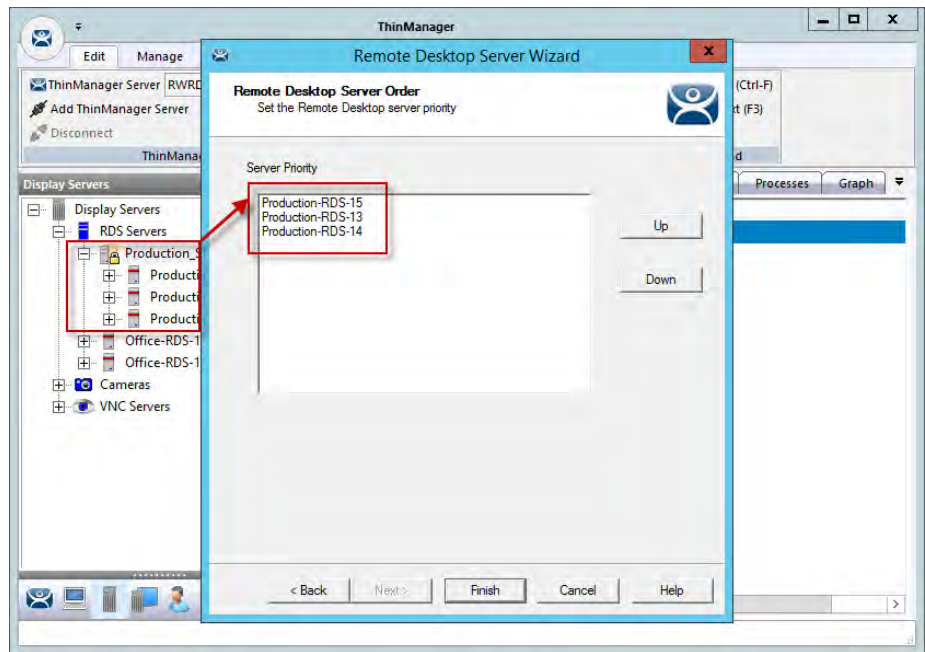 ThinManager
Edit Manage
ThinManager Server
Add ThinManager Server
Disconnect
(Ctrl-F)
(F3)
Remote Desktop Server Wizard
X
Remote Desktop Server Order
Set the Remote Desktop server priority
Server Priority
Production-RDS-15
Production-RDS-13
Production-RDS-14
Up
Down
Display Servers
Processes Graph
Display Servers
RDS Servers
Production_S
Producti
Producti
Producti
Office-RDS-1
Office-RDS-1
Cameras
VNC Servers
< Back Next > Finish Cancel Help